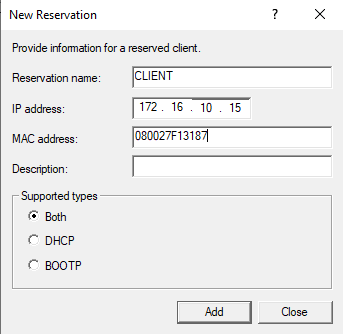 New Reservation
Provide information for a reserved client.
Reservation name: CLIENT
IP address: 172 . 16 . 10 . 15
MAC address: 080027F13187
Description:
Supported types
Both
DHCP
BOOTP
Add Close